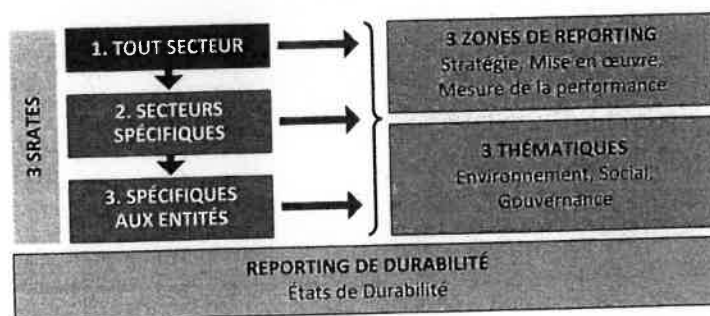 3 SRATES
1. TOUT SECTEUR
2. SECTEURS
SPÉCIFIQUES
3. SPÉCIFIQUES
AUX ENTITÉS
3 ZONES DE REPORTING
Stratégie, Mise en œuvre,
Mesure de la performance
3 THÉMATIQUES
Environnement, Social,
Gouvernance
REPORTING DE DURABILITÉ
États de Durabilité